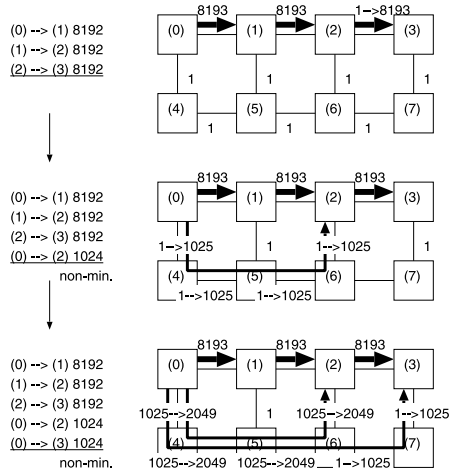 8193 8193 1->8193
(0) --> (1) 8192
(1) --> (2) 8192
(2) --> (3) 8192
(0) (1) (2) (3)
1 1
(4) (5) (6) (7)
1 1 1
8193 8193 8193
(0) --> (1) 8192
(1) --> (2) 8192
(2) --> (3) 8192
(0) --> (2) 1024
non-min.
(0) (1) (2) (3)
1->1025 1 1->1025 1
(4) (5) (6) (7)
1-->1025 1-->1025
8193 8193 8193
(0) --> (1) 8192
(1) --> (2) 8192
(2) --> (3) 8192
(0) --> (2) 1024
(0) --> (3) 1024
non-min.
(0) (1) (2) (3)
1025-->2049 1 1025-->2049 1-->1025
(4) (5) (6) (7)
1025-->2049 1025-->2049 1-->1025